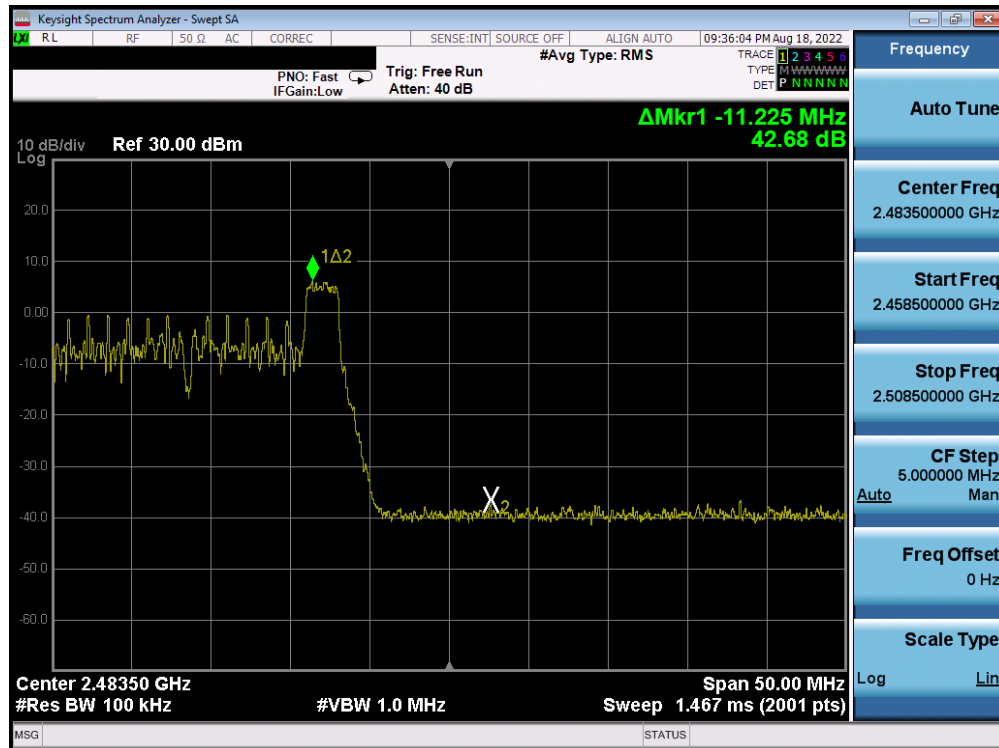 Keysight Spectrum Analyzer - Swept SA
LXI RL RF 50 Ω AC CORREC SENSE:INT SOURCE OFF ALIGN AUTO 09:36:04 PM Aug 18, 2022
#Avg Type: RMS
TRACE 1 2 3 4 5 6
PNO: Fast
Trig: Free Run
TYPE M W W W W W
IFGain:Low
Atten: 40 dB
DET P N N N N N
ΔMkr1 -11.225 MHz
42.68 dB
10 dB/div
Ref 30.00 dBm
Log
20.0
10.0
1Δ2
0.00
-10.0
-20.0
-30.0
2
-40.0
-50.0
-60.0
Center 2.48350 GHz
Span 50.00 MHz
#Res BW 100 kHz
#VBW 1.0 MHz
Sweep 1.467 ms (2001 pts)
MSG
STATUS
Frequency
Auto Tune
Center Freq
2.483500000 GHz
Start Freq
2.458500000 GHz
Stop Freq
2.508500000 GHz
CF Step
5.000000 MHz
Auto Man
Freq Offset
0 Hz
Scale Type
Log Lin